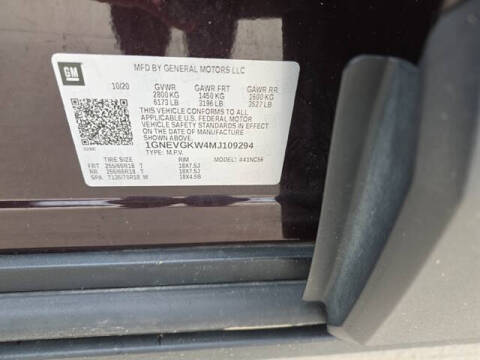 GM
MFD BY GENERAL MOTORS LLC
10/20 GVWR GAWR FRT GAWR RR
2800 KG 1450 KG 1600 KG
6173 LB 3196 LB 3527 LB
THIS VEHICLE CONFORMS TO ALL
APPLICABLE U.S. FEDERAL MOTOR
VEHICLE SAFETY STANDARDS IN
EFFECT ON THE DATE OF MANUFACTURE
SHOWN ABOVE.
1GNEVGKW4MJ109294
TYPE: M.P.V.
TIRE SIZE RIM #41NC56
FRT 255/65R18 T 18X7.5J
RR 255/65R18 T 18X7.5J
SPA T135/70R18 M 18X4.5B